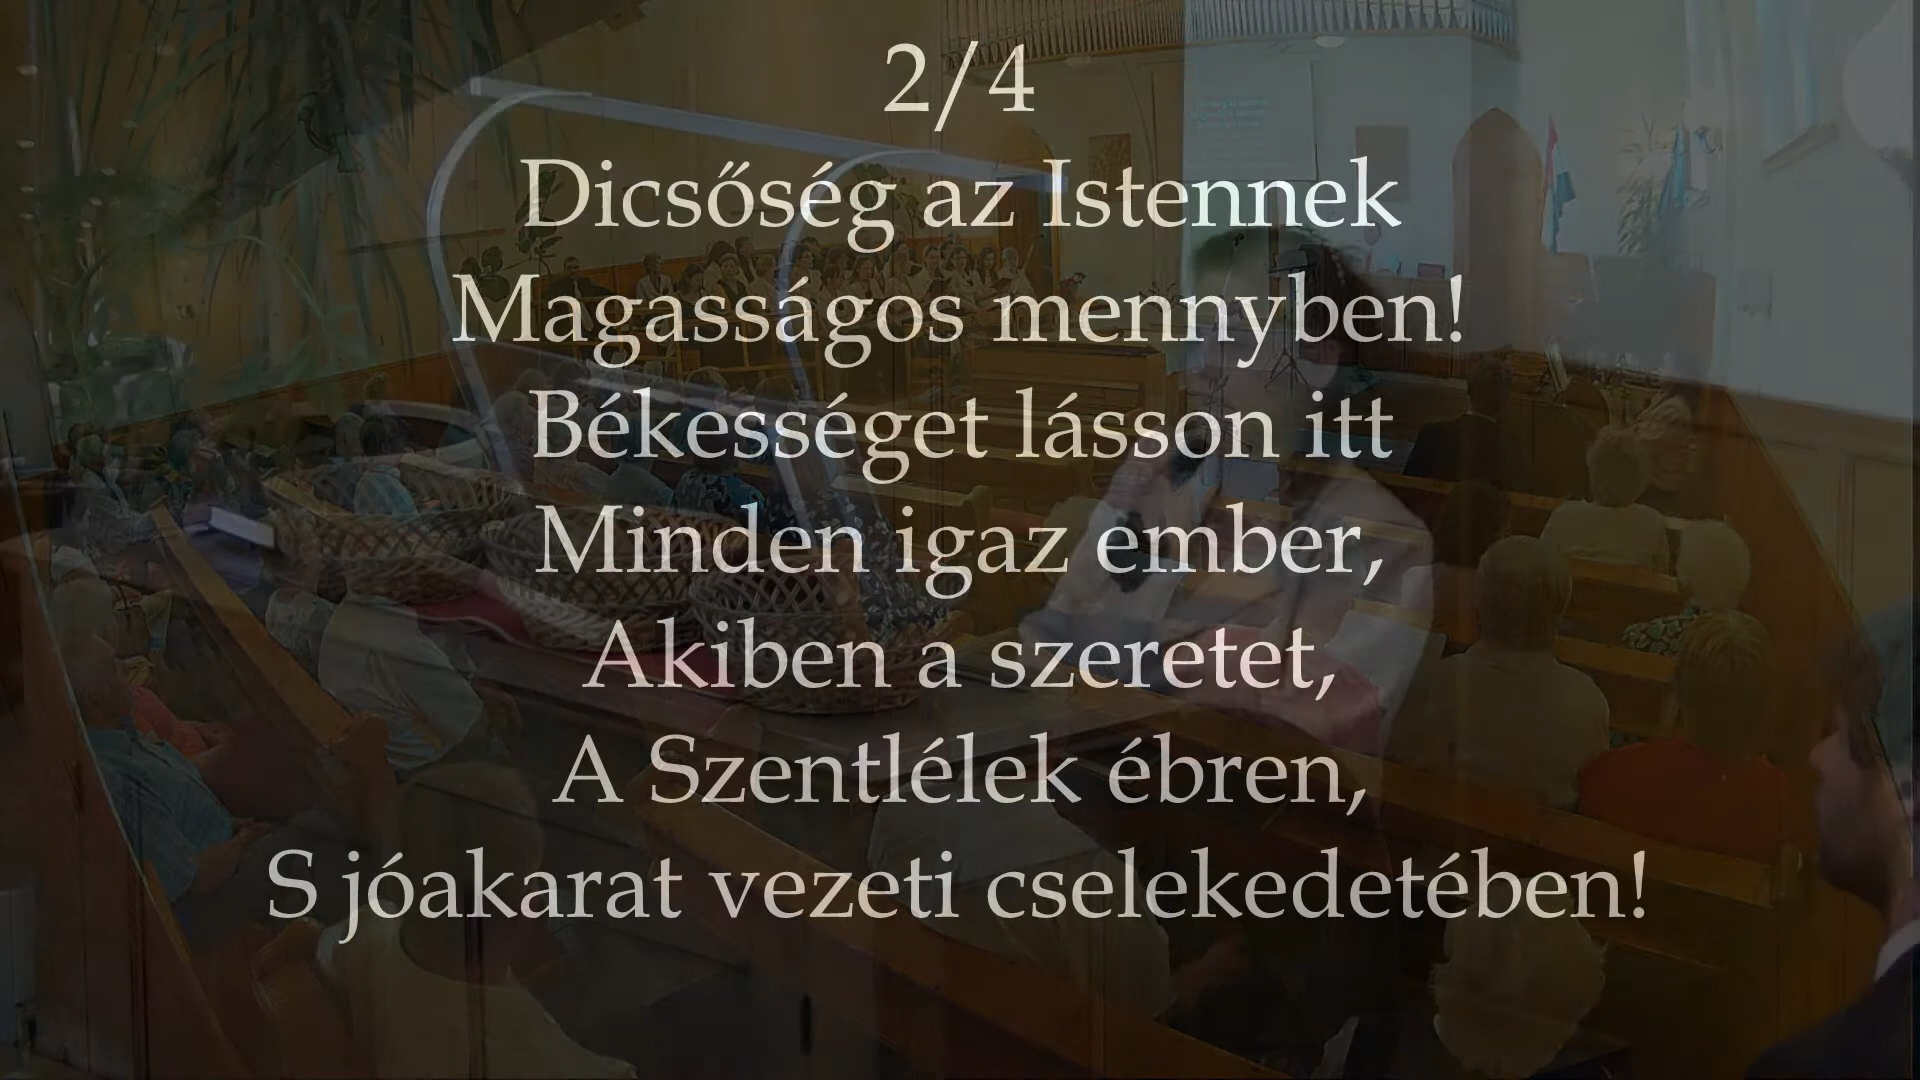 2/4
Dicsőség az Istennek
Magasságos mennyben!
Békességet lásson itt
Minden igaz ember,
Akiben a szeretet,
A Szentlélek ébren,
S jóakarat vezeti cselekedetében!